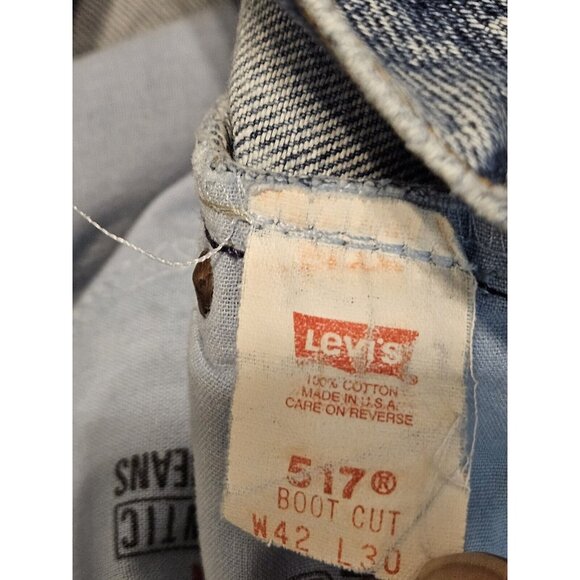 Levi's®
100% COTTON
MADE IN U.S.A.
CARE ON REVERSE
517®
BOOT CUT
W42 L30